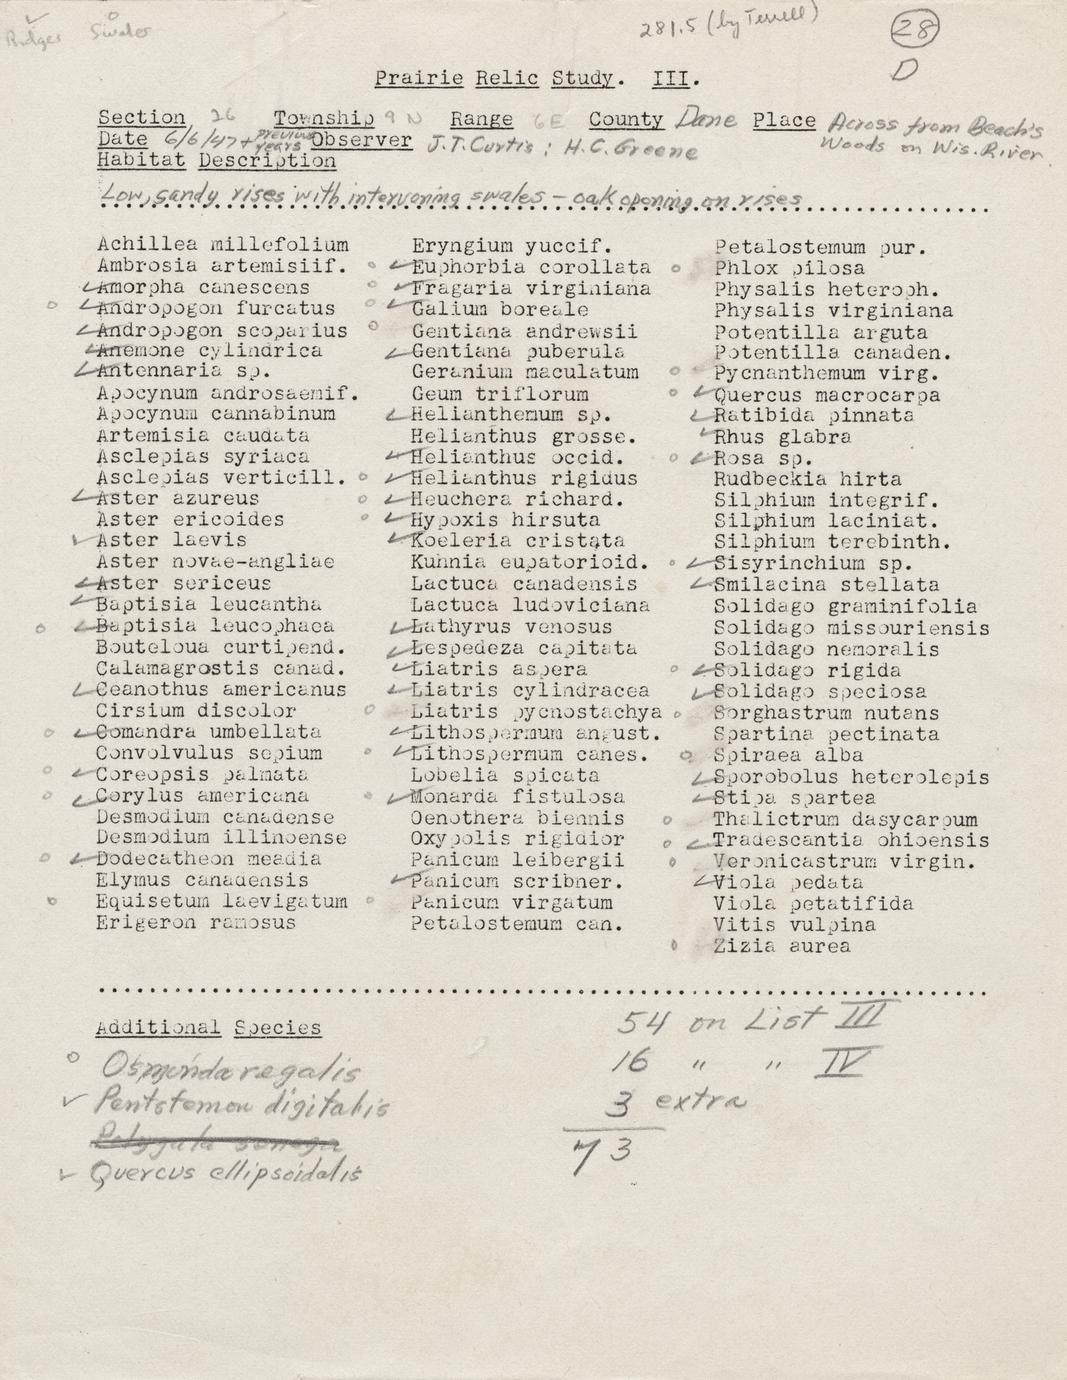 ✓ o
Ridges Swales
281.5 (by Terrell)
28
D
Prairie Relic Study. III.
Section 26 Township 9 N Range 6E County Dane Place Across from Beach's
Date 6/6/47 + previous years Observer J.T. Curtis; H.C. Greene Woods on Wis. River
Habitat Description
Low, sandy rises with intervening swales – oak opening on rises
Achillea millefolium
Ambrosia artemisiif.
✓ Amorpha canescens
o ✓ Andropogon furcatus
✓ Andropogon scoparius
✓ Anemone cylindrica
✓ Antennaria sp.
Apocynum androsaemif.
Apocynum cannabinum
Artemisia caudata
Asclepias syriaca
Asclepias verticill.
✓ Aster azureus
Aster ericoides
✓ Aster laevis
Aster novae-angliae
✓ Aster sericeus
✓ Baptisia leucantha
o ✓ Baptisia leucophaea
Bouteloua curtipend.
Calamagrostis canad.
✓ Ceanothus americanus
Cirsium discolor
o ✓ Comandra umbellata
Convolvulus sepium
o ✓ Coreopsis palmata
o ✓ Corylus americana
Desmodium canadense
Desmodium illinoense
o ✓ Dodecatheon meadia
Elymus canadensis
o Equisetum laevigatum
Erigeron ramosus
Eryngium yuccif.
o ✓ Euphorbia corollata
o ✓ Fragaria virginiana
o ✓ Galium boreale
o Gentiana andrewsii
✓ Gentiana puberula
Geranium maculatum
Geum triflorum
✓ Helianthemum sp.
Helianthus grosse.
✓ Helianthus occid.
o ✓ Helianthus rigidus
o ✓ Heuchera richard.
o ✓ Hypoxis hirsuta
✓ Koeleria cristata
Kuhnia eupatorioid.
Lactuca canadensis
Lactuca ludoviciana
✓ Lathyrus venosus
✓ Lespedeza capitata
✓ Liatris aspera
✓ Liatris cylindracea
o Liatris pycnostachya
✓ Lithospermum angust.
o ✓ Lithospermum canes.
Lobelia spicata
o ✓ Monarda fistulosa
Oenothera biennis
Oxypolis rigidior
Panicum leibergii
✓ Panicum scribner.
o Panicum virgatum
Petalostemum can.
Petalostemum pur.
o Phlox pilosa
Physalis heteroph.
Physalis virginiana
Potentilla arguta
Potentilla canaden.
o Pycnanthemum virg.
o ✓ Quercus macrocarpa
✓ Ratibida pinnata
✓ Rhus glabra
o ✓ Rosa sp.
Rudbeckia hirta
Silphium integrif.
Silphium laciniat.
Silphium terebinth.
o ✓ Sisyrinchium sp.
✓ Smilacina stellata
Solidago graminifolia
Solidago missouriensis
Solidago nemoralis
o ✓ Solidago rigida
✓ Solidago speciosa
o Sorghastrum nutans
Spartina pectinata
o Spiraea alba
✓ Sporobolus heterolepis
✓ Stipa spartea
o Thalictrum dasycarpum
o ✓ Tradescantia ohioensis
o Veronicastrum virgin.
✓ Viola pedata
Viola petatifida
Vitis vulpina
o Zizia aurea
Additional Species
o Osmunda regalis
✓ Pentstemon digitalis
Polygala senega
✓ Quercus ellipsoidalis
54 on List III
16 " " IV
3 extra
73